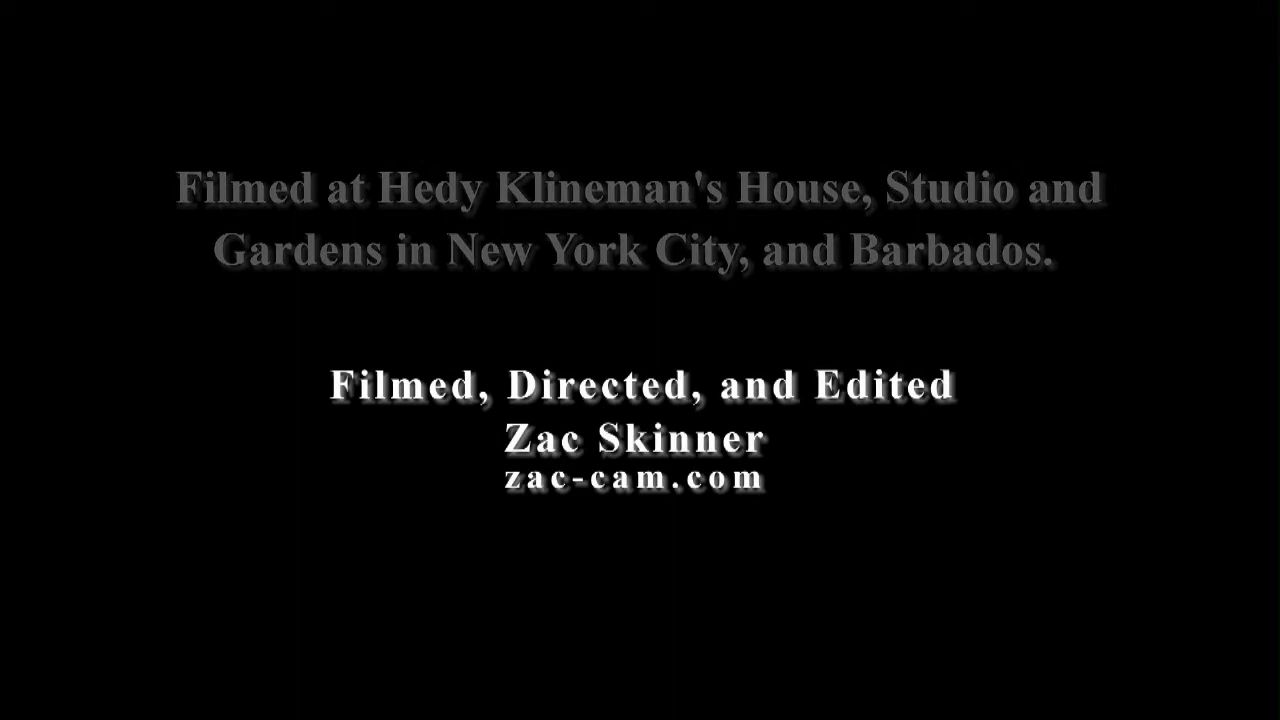 Filmed at Hedy Klineman's House, Studio and
Gardens in New York City, and Barbados.
Filmed, Directed, and Edited
Zac Skinner
zac-cam.com